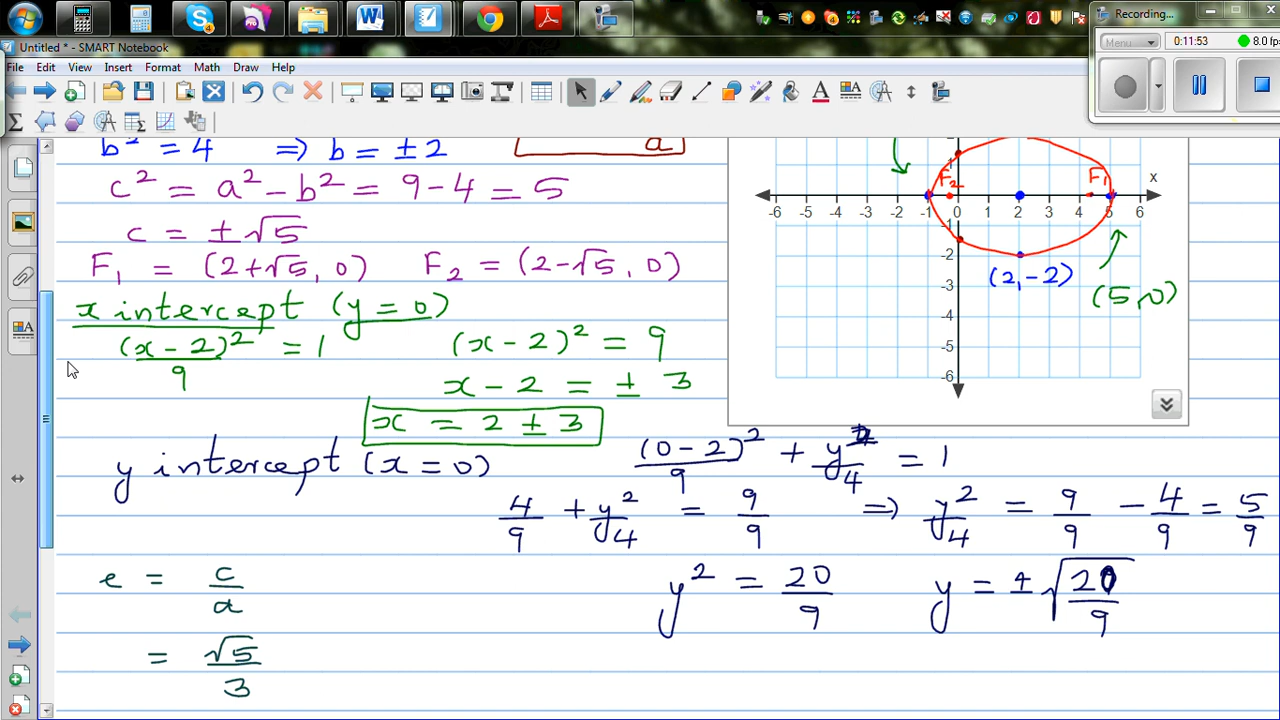 Recording...
Menu
0:11:53
8.0 fp
Untitled * - SMART Notebook
File Edit View Insert Format Math Draw Help
b² = 4 ⇒ b = ± 2
a
c² = a² - b² = 9 - 4 = 5
c = ± √5
F₁ = (2+√5, 0) F₂ = (2-√5, 0)
x intercept (y = 0)
(x - 2)²/9 = 1 (x - 2)² = 9
x - 2 = ± 3
x = 2 ± 3
y intercept (x = 0) (0 - 2)²/9 + y²/4 = 1
4/9 + y²/4 = 9/9 ⇒ y²/4 = 9/9 - 4/9 = 5/9
e = c/a y² = 20/9 y = ± √(20/9)
= √5/3
F₂ F₁
x
-6 -5 -4 -3 -2 -1 0 1 2 3 4 5 6
-1
-2
(2, -2)
-3
(5, 0)
-4
-5
-6